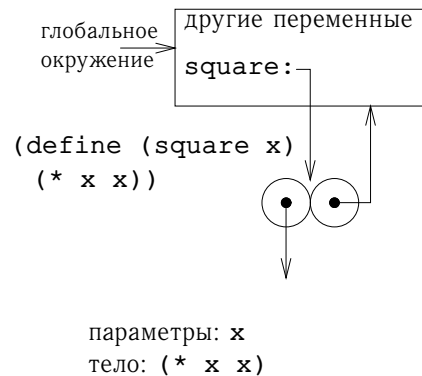 глобальное
окружение
другие переменные
square:
(define (square x)
(* x x))
параметры: x
тело: (* x x)